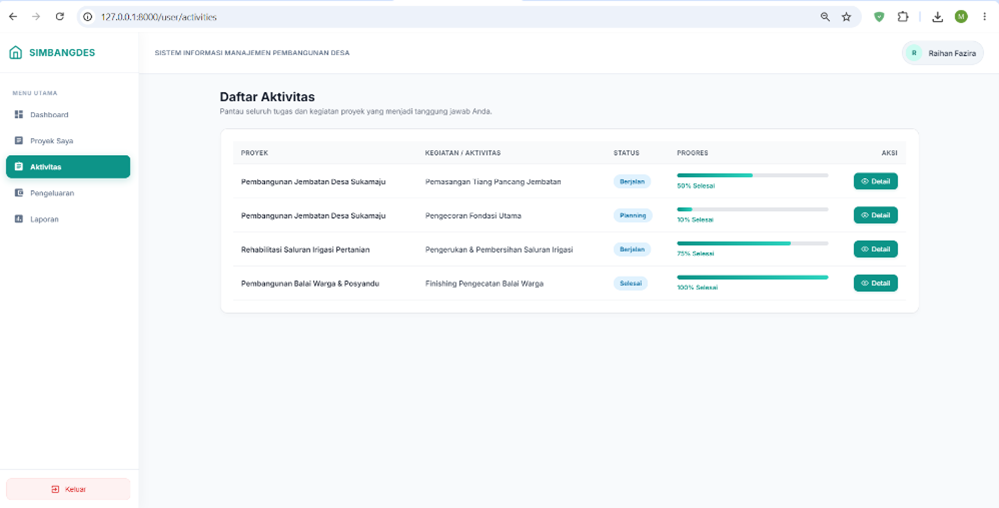 127.0.0.1:8000/user/activities
M
SIMBANGDES
SISTEM INFORMASI MANAJEMEN PEMBANGUNAN DESA
R Raihan Fazira
MENU UTAMA
Dashboard
Proyek Saya
Aktivitas
Pengeluaran
Laporan
Keluar
Daftar Aktivitas
Pantau seluruh tugas dan kegiatan proyek yang menjadi tanggung jawab Anda.
PROYEK KEGIATAN / AKTIVITAS STATUS PROGRES AKSI
Pembangunan Jembatan Desa Sukamaju Pemasangan Tiang Pancang Jembatan Berjalan 50% Selesai Detail
Pembangunan Jembatan Desa Sukamaju Pengecoran Fondasi Utama Planning 10% Selesai Detail
Rehabilitasi Saluran Irigasi Pertanian Pengerukan & Pembersihan Saluran Irigasi Berjalan 75% Selesai Detail
Pembangunan Balai Warga & Posyandu Finishing Pengecatan Balai Warga Selesai 100% Selesai Detail